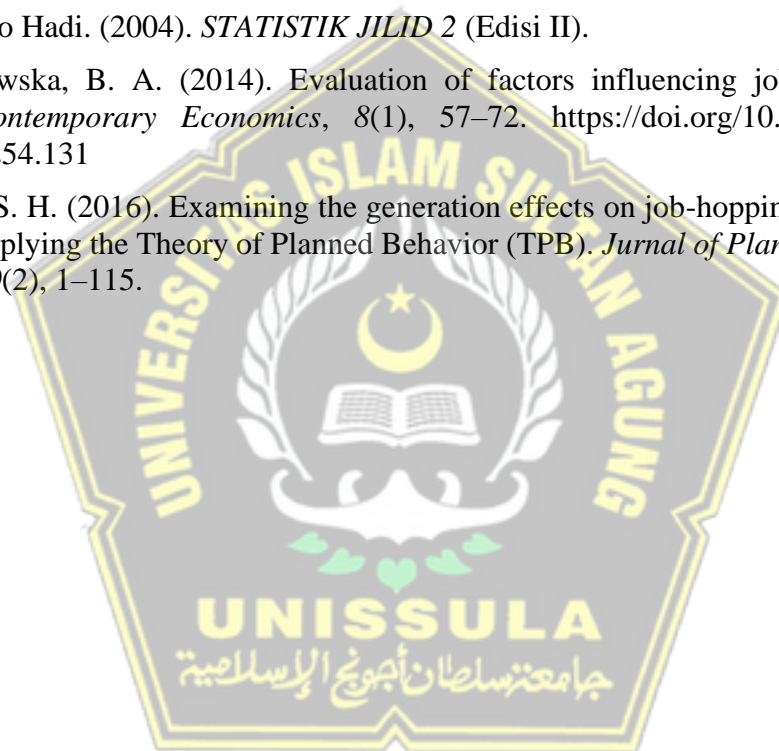 o Hadi. (2004). STATISTIK JILID 2 (Edisi II).
wska, B. A. (2014). Evaluation of factors influencing jo
ontemporary Economics, 8(1), 57–72. https://doi.org/10.
54.131
S. H. (2016). Examining the generation effects on job-hoppin
plying the Theory of Planned Behavior (TPB). Jurnal of Plan
(2), 1–115.
UNIVERSITAS ISLAM SULTAN AGUNG
UNISSULA
جامعة سلطان أجونج الإسلامية